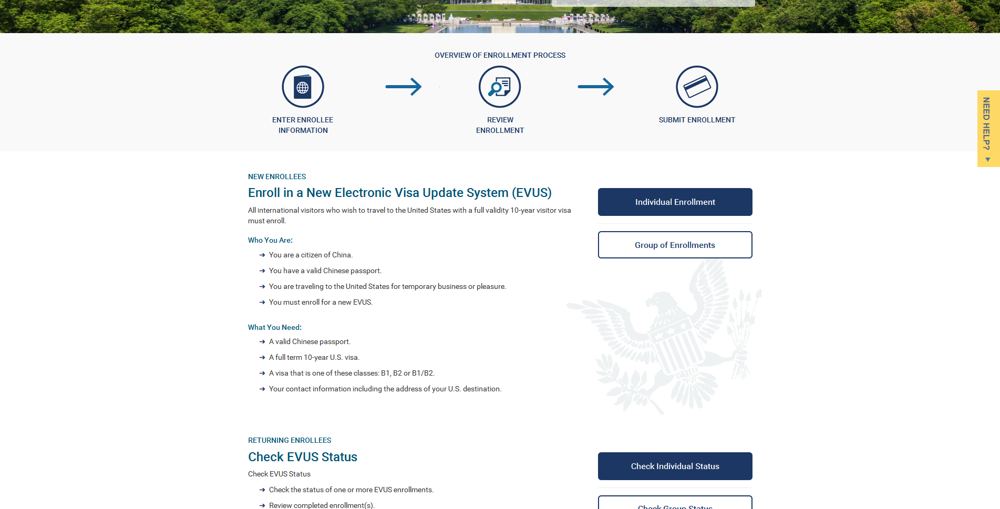 OVERVIEW OF ENROLLMENT PROCESS
ENTER ENROLLEE
INFORMATION
REVIEW
ENROLLMENT
SUBMIT ENROLLMENT
NEED HELP?
NEW ENROLLEES
Enroll in a New Electronic Visa Update System (EVUS)
All international visitors who wish to travel to the United States with a full validity 10-year visitor visa
must enroll.
Individual Enrollment
Group of Enrollments
Who You Are:
You are a citizen of China.
You have a valid Chinese passport.
You are traveling to the United States for temporary business or pleasure.
You must enroll for a new EVUS.
What You Need:
A valid Chinese passport.
A full term 10-year U.S. visa.
A visa that is one of these classes: B1, B2 or B1/B2.
Your contact information including the address of your U.S. destination.
RETURNING ENROLLEES
Check EVUS Status
Check EVUS Status
Check the status of one or more EVUS enrollments.
Review completed enrollment(s).
Check Individual Status
Check Group Status